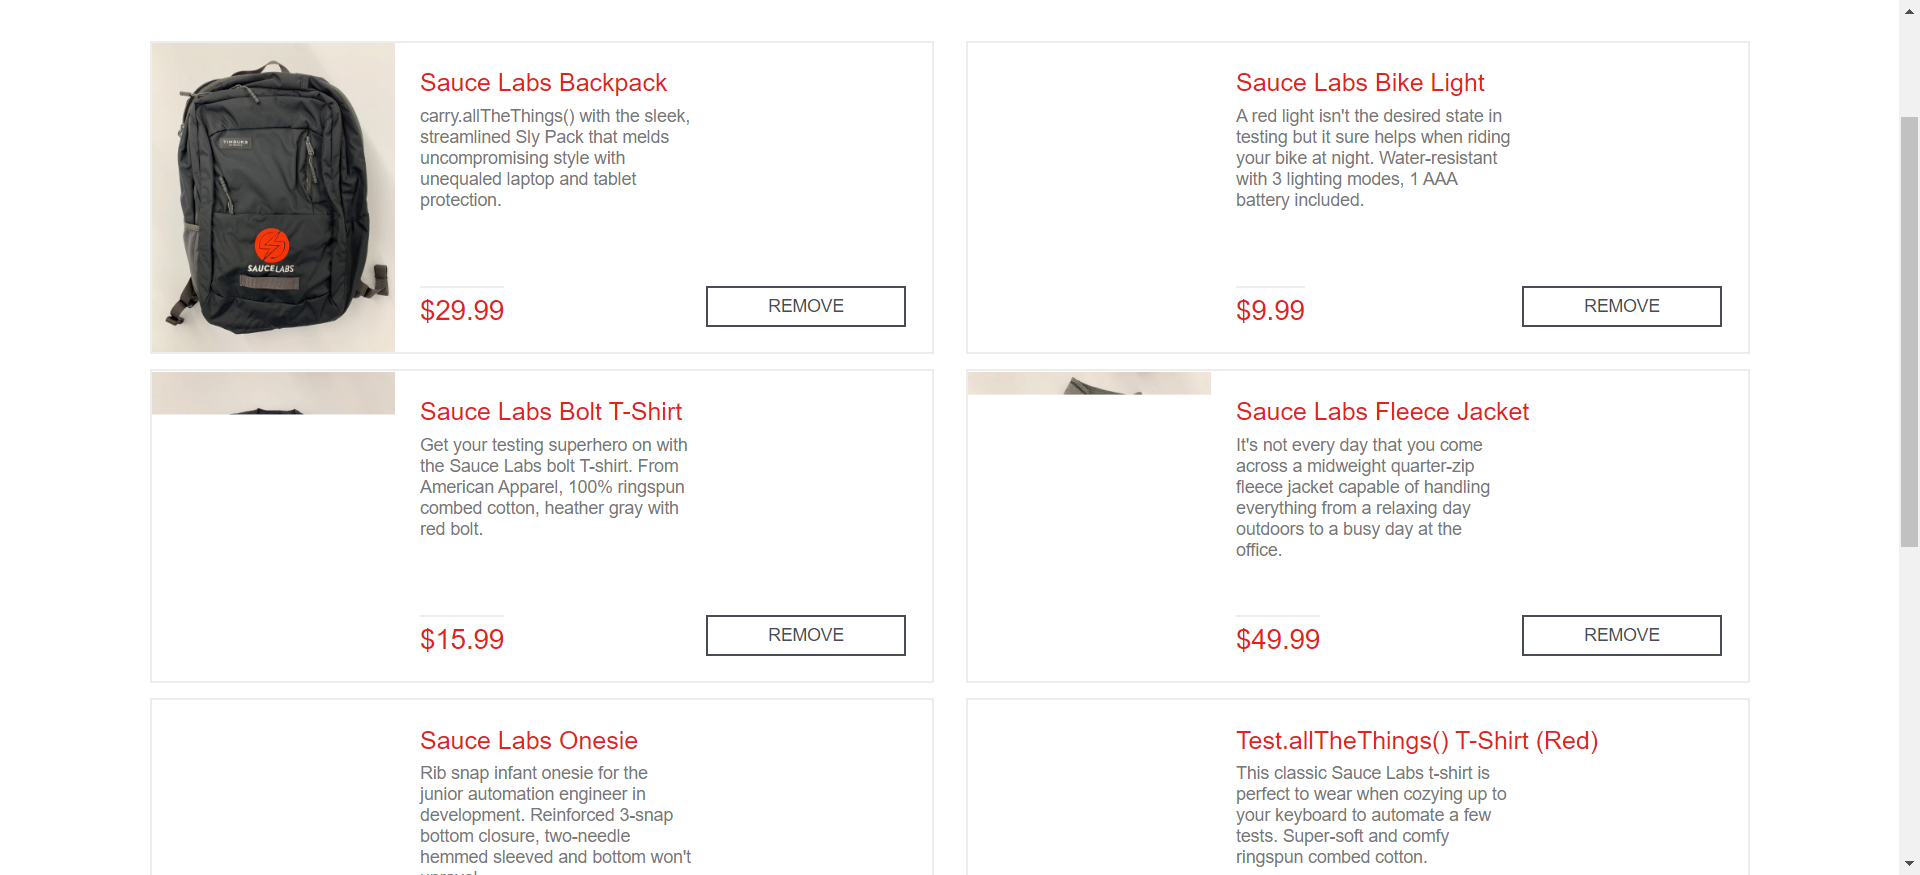 TIMBUK2
SAUCELABS
Sauce Labs Backpack
carry.allTheThings() with the sleek,
streamlined Sly Pack that melds
uncompromising style with
unequaled laptop and tablet
protection.
$29.99
REMOVE
Sauce Labs Bike Light
A red light isn't the desired state in
testing but it sure helps when riding
your bike at night. Water-resistant
with 3 lighting modes, 1 AAA
battery included.
$9.99
REMOVE
Sauce Labs Bolt T-Shirt
Get your testing superhero on with
the Sauce Labs bolt T-shirt. From
American Apparel, 100% ringspun
combed cotton, heather gray with
red bolt.
$15.99
REMOVE
Sauce Labs Fleece Jacket
It's not every day that you come
across a midweight quarter-zip
fleece jacket capable of handling
everything from a relaxing day
outdoors to a busy day at the
office.
$49.99
REMOVE
Sauce Labs Onesie
Rib snap infant onesie for the
junior automation engineer in
development. Reinforced 3-snap
bottom closure, two-needle
hemmed sleeved and bottom won't
Test.allTheThings() T-Shirt (Red)
This classic Sauce Labs t-shirt is
perfect to wear when cozying up to
your keyboard to automate a few
tests. Super-soft and comfy
ringspun combed cotton.